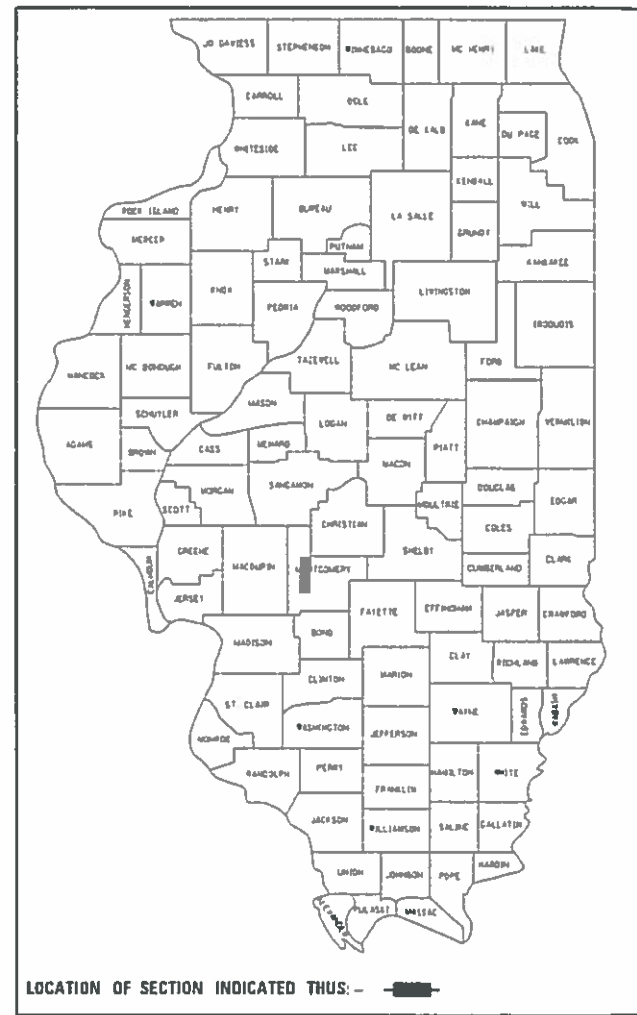 JO DAVIESS
STEPHENSON
WINNEBAGO
BOONE
MC HENRY
LAKE
CARROLL
OGLE
DE KALB
KANE
DU PAGE
COOK
WHITESIDE
LEE
KENDALL
WILL
ROCK ISLAND
HENRY
BUREAU
LA SALLE
GRUNDY
MERCER
PUTNAM
KANKAKEE
STARK
MARSHALL
HENDERSON
WARREN
KNOX
PEORIA
WOODFORD
LIVINGSTON
IROQUOIS
HANCOCK
MC DONOUGH
FULTON
TAZEWELL
MC LEAN
FORD
MASON
SCHUYLER
LOGAN
DE WITT
CHAMPAIGN
VERMILION
ADAMS
BROWN
CASS
MENARD
PIATT
MACON
MORGAN
SANGAMON
DOUGLAS
EDGAR
PIKE
SCOTT
CHRISTIAN
MOULTRIE
COLES
SHELBY
GREENE
MACOUPIN
MONTGOMERY
CUMBERLAND
CLARK
CALHOUN
JERSEY
FAYETTE
EFFINGHAM
JASPER
CRAWFORD
MADISON
BOND
CLAY
RICHLAND
LAWRENCE
CLINTON
MARION
ST. CLAIR
WAYNE
EDWARDS
WABASH
MONROE
WASHINGTON
JEFFERSON
RANDOLPH
PERRY
HAMILTON
WHITE
FRANKLIN
JACKSON
WILLIAMSON
SALINE
GALLATIN
HARDIN
UNION
JOHNSON
POPE
ALEXANDER
PULASKI
MASSAC
LOCATION OF SECTION INDICATED THUS: -